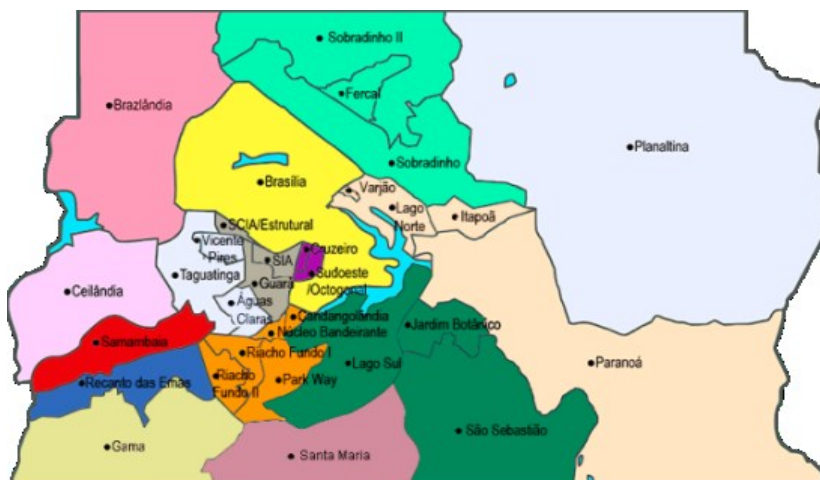 Sobradinho II
Fercal
Brazlândia
Planaltina
Sobradinho
Brasília
Varjão
Lago
Norte
Itapoã
SCIA/Estrutural
Vicente
Pires
Cruzeiro
SIA
Taguatinga
Sudoeste
/Octogonal
Guará
Ceilândia
Águas
Claras
Candangolândia
Jardim Botânico
Núcleo Bandeirante
Samambaia
Riacho Fundo I
Lago Sul
Paranoá
Riacho
Fundo II
Park Way
Recanto das Emas
São Sebastião
Gama
Santa Maria